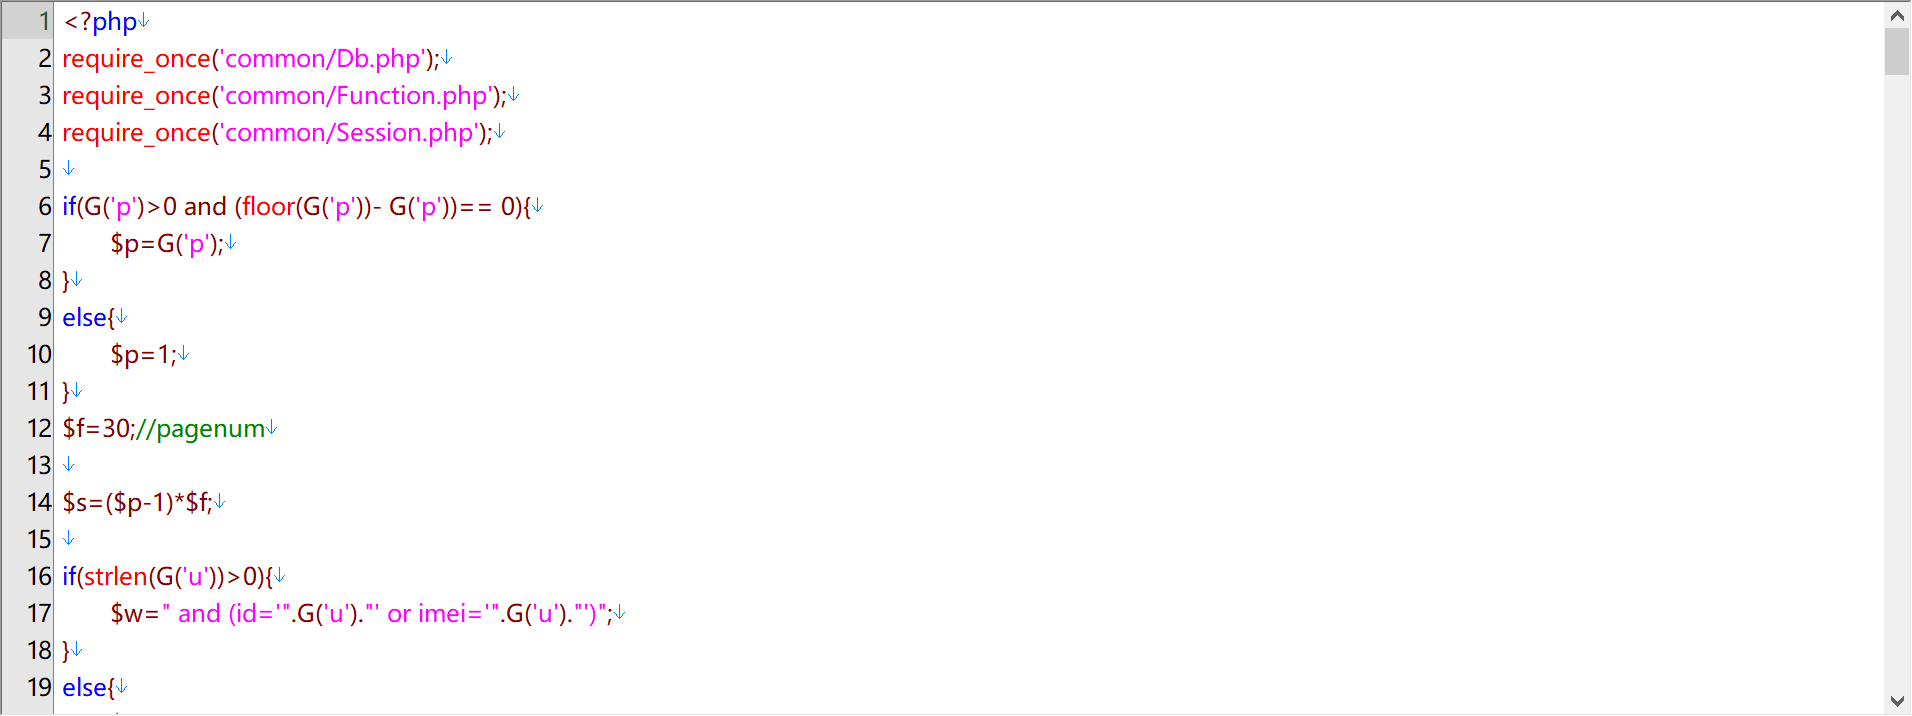 1 <?php↓
2 require_once('common/Db.php');↓
3 require_once('common/Function.php');↓
4 require_once('common/Session.php');↓
5 ↓
6 if(G('p')>0 and (floor(G('p'))- G('p'))== 0){↓
7 $p=G('p');↓
8 }↓
9 else{↓
10 $p=1;↓
11 }↓
12 $f=30;//pagenum↓
13 ↓
14 $s=($p-1)*$f;↓
15 ↓
16 if(strlen(G('u'))>0){↓
17 $w=" and (id='".G('u')."' or imei='".G('u')."')";↓
18 }↓
19 else{↓